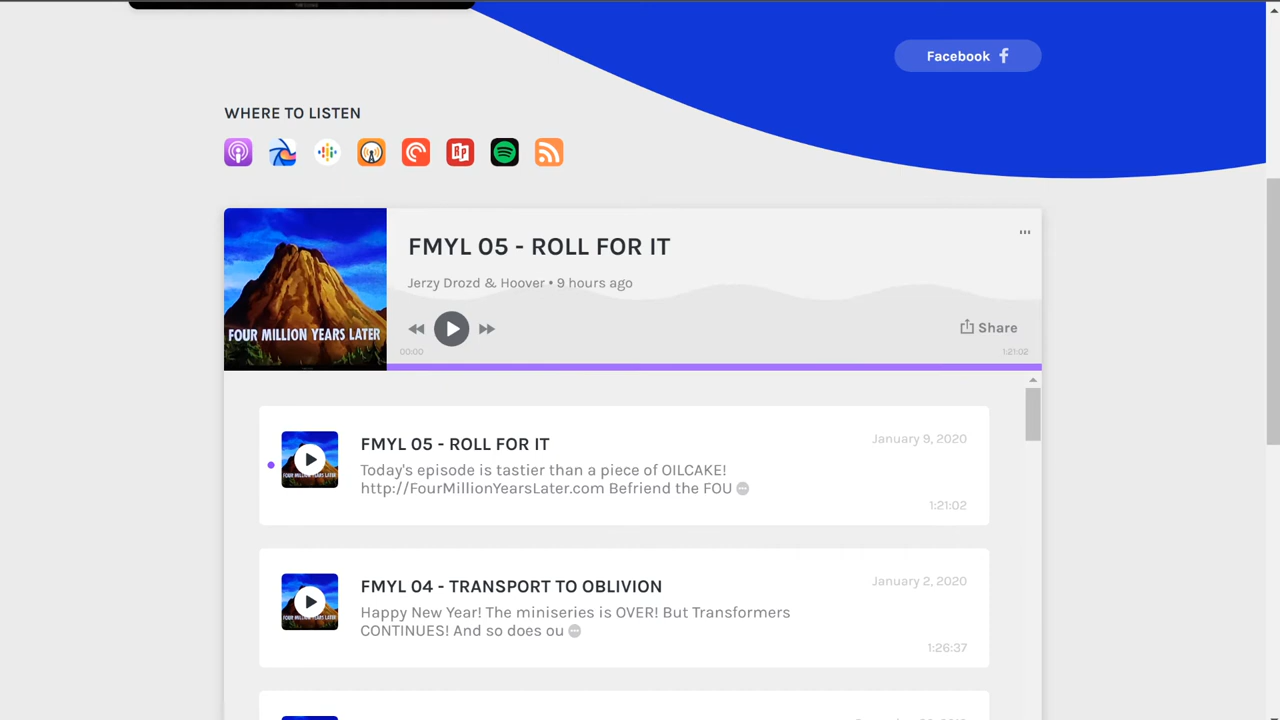 Facebook
WHERE TO LISTEN
FMYL 05 - ROLL FOR IT
Jerzy Drozd & Hoover • 9 hours ago
FOUR MILLION YEARS LATER
Share
00:00
1:21:02
FMYL 05 - ROLL FOR IT
January 9, 2020
Today's episode is tastier than a piece of OILCAKE!
http://FourMillionYearsLater.com Befriend the FOU
1:21:02
FMYL 04 - TRANSPORT TO OBLIVION
January 2, 2020
Happy New Year! The miniseries is OVER! But Transformers
CONTINUES! And so does ou
1:26:37